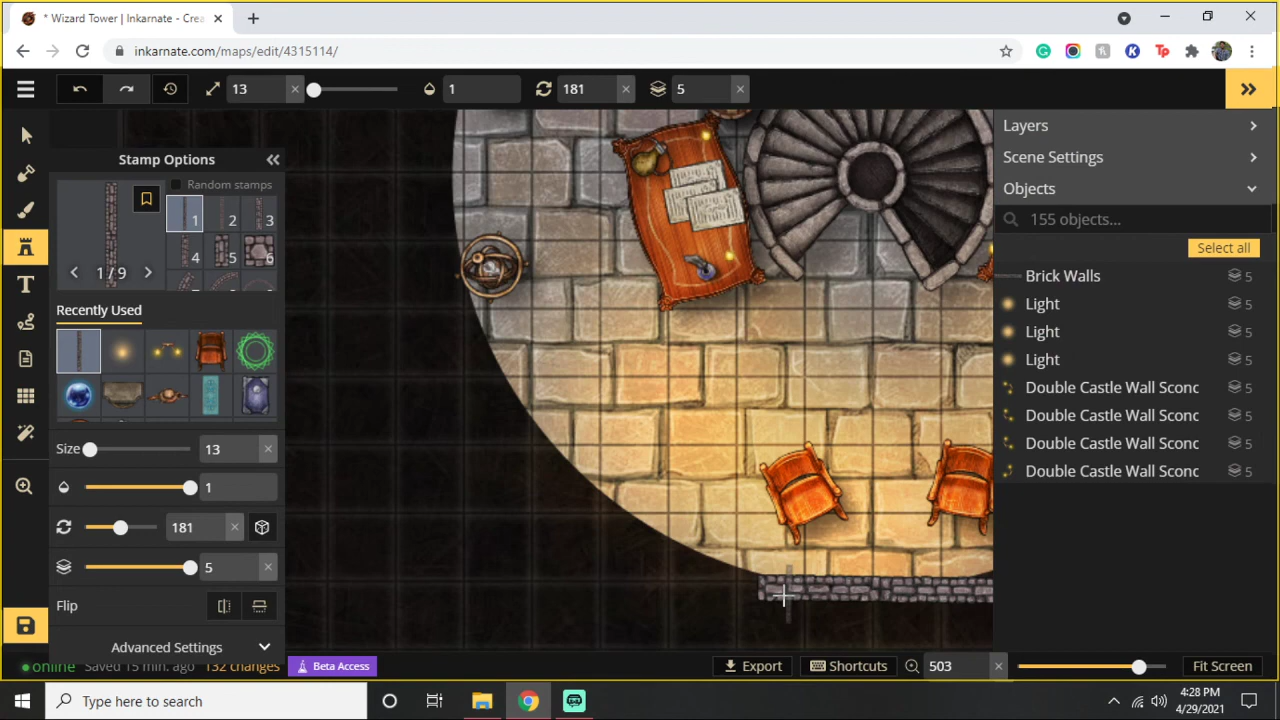 * Wizard Tower | Inkarnate - Crea
inkarnate.com/maps/edit/4315114/
13
1
181
5
Stamp Options
Random stamps
1
2
3
4
5
6
1/9
Recently Used
Size
13
1
181
5
Flip
Advanced Settings
online
Saved 15 min. ago
132 changes
Beta Access
Export
Shortcuts
503
Fit Screen
Layers
Scene Settings
Objects
155 objects...
Select all
Brick Walls 5
Light 5
Light 5
Light 5
Double Castle Wall Sconc 5
Double Castle Wall Sconc 5
Double Castle Wall Sconc 5
Double Castle Wall Sconc 5
Type here to search
4:28 PM
4/29/2021